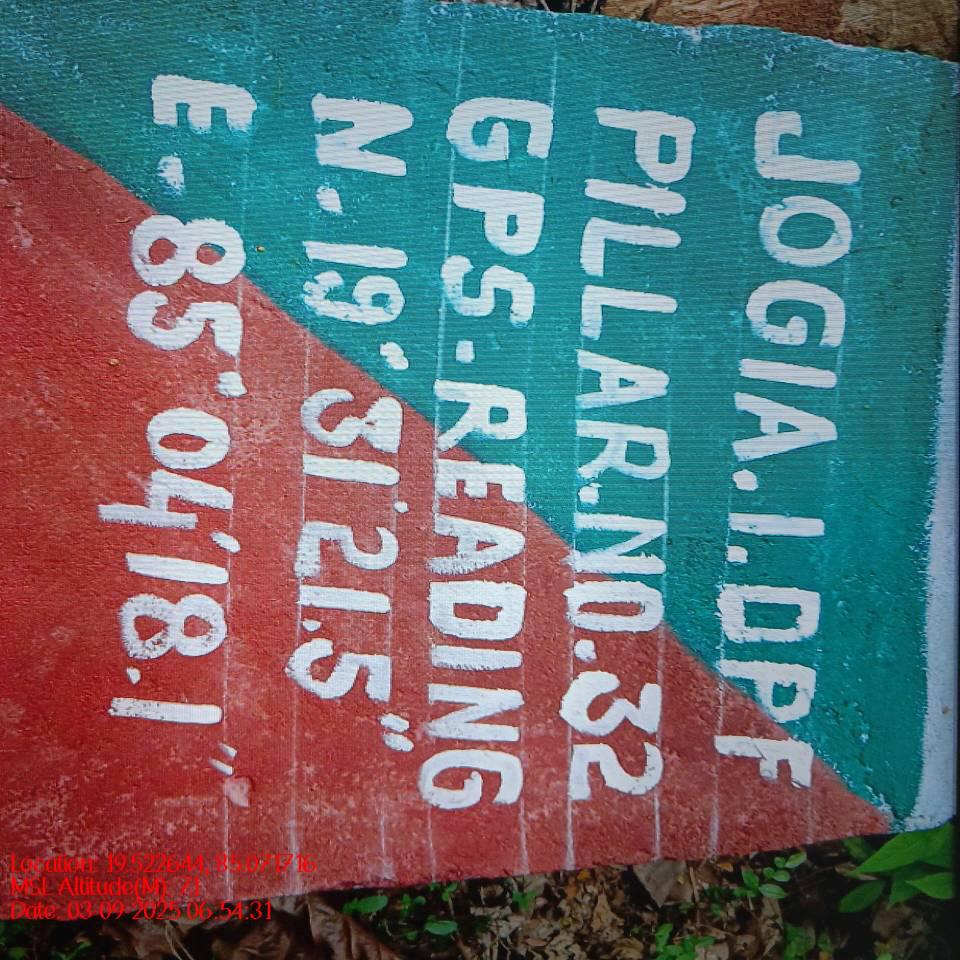 JOGIA.I.DPF
PILLAR.NO.32
GPS.READING
N.19.31'21.5"
E.85.04'18.1"
Location: 19.522644, 85.071716
MSL Altitude(M): 71
Date: 03-09-2025 06:54:31